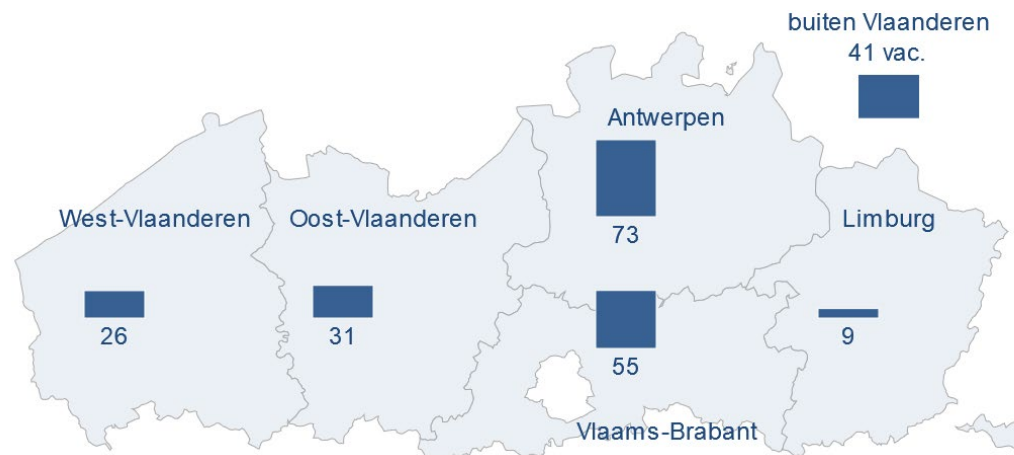 buiten Vlaanderen
41 vac.
Antwerpen
73
West-Vlaanderen
26
Oost-Vlaanderen
31
Limburg
9
55
Vlaams-Brabant